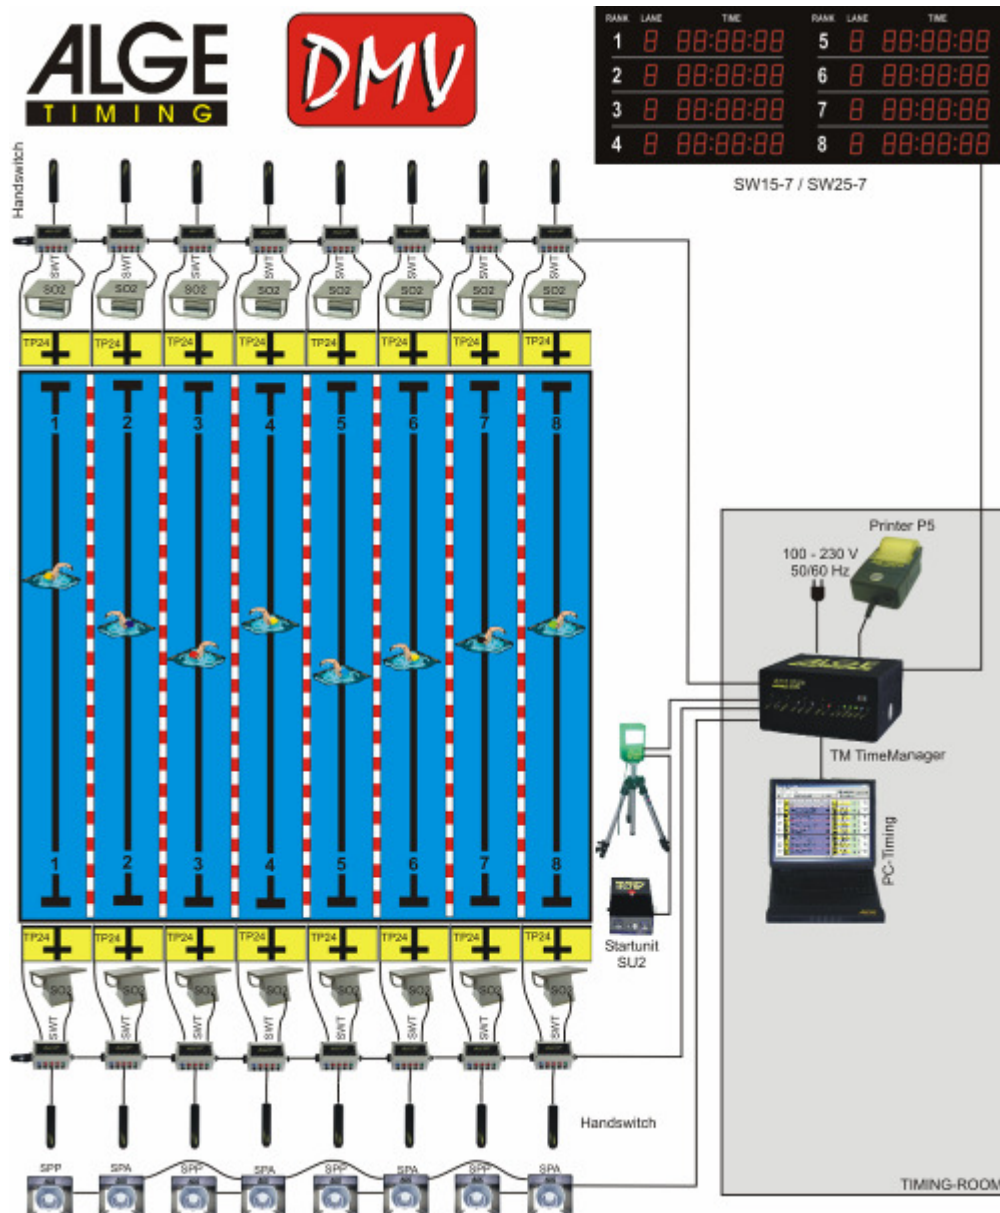 ALGE
TIMING
DMV
RANK LANE TIME RANK LANE TIME
1 8 88:88:88 5 8 88:88:88
2 8 88:88:88 6 8 88:88:88
3 8 88:88:88 7 8 88:88:88
4 8 88:88:88 8 8 88:88:88
SW15-7 / SW25-7
Handswitch
SWT SWT SWT SWT SWT SWT SWT SWT
SO2 SO2 SO2 SO2 SO2 SO2 SO2 SO2
TP24 TP24 TP24 TP24 TP24 TP24 TP24 TP24
1 2 3 4 5 6 7 8
Printer P5
100 - 230 V
50/60 Hz
ALGE
TM TimeManager
PC-Timing
ALGE
1 2 3 4 5 6 7 8
Startunit
SU2
TP24 TP24 TP24 TP24 TP24 TP24 TP24 TP24
SO2 SO2 SO2 SO2 SO2 SO2 SO2 SO2
SWT SWT SWT SWT SWT SWT SWT SWT
Handswitch
SPP SPA SPP SPA SPP SPA SPP SPA
TIMING-ROOM